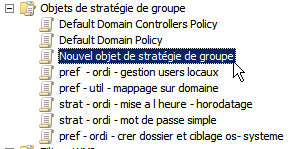 Objets de stratégie de groupe
Default Domain Controllers Policy
Default Domain Policy
Nouvel objet de stratégie de groupe
pref - ordi - gestion users locaux
pref - util - mappage sur domaine
strat - ordi - mise a l heure - horodatage
strat - ordi - mot de passe simple
pref - ordi - crer dossier et ciblage os- systeme